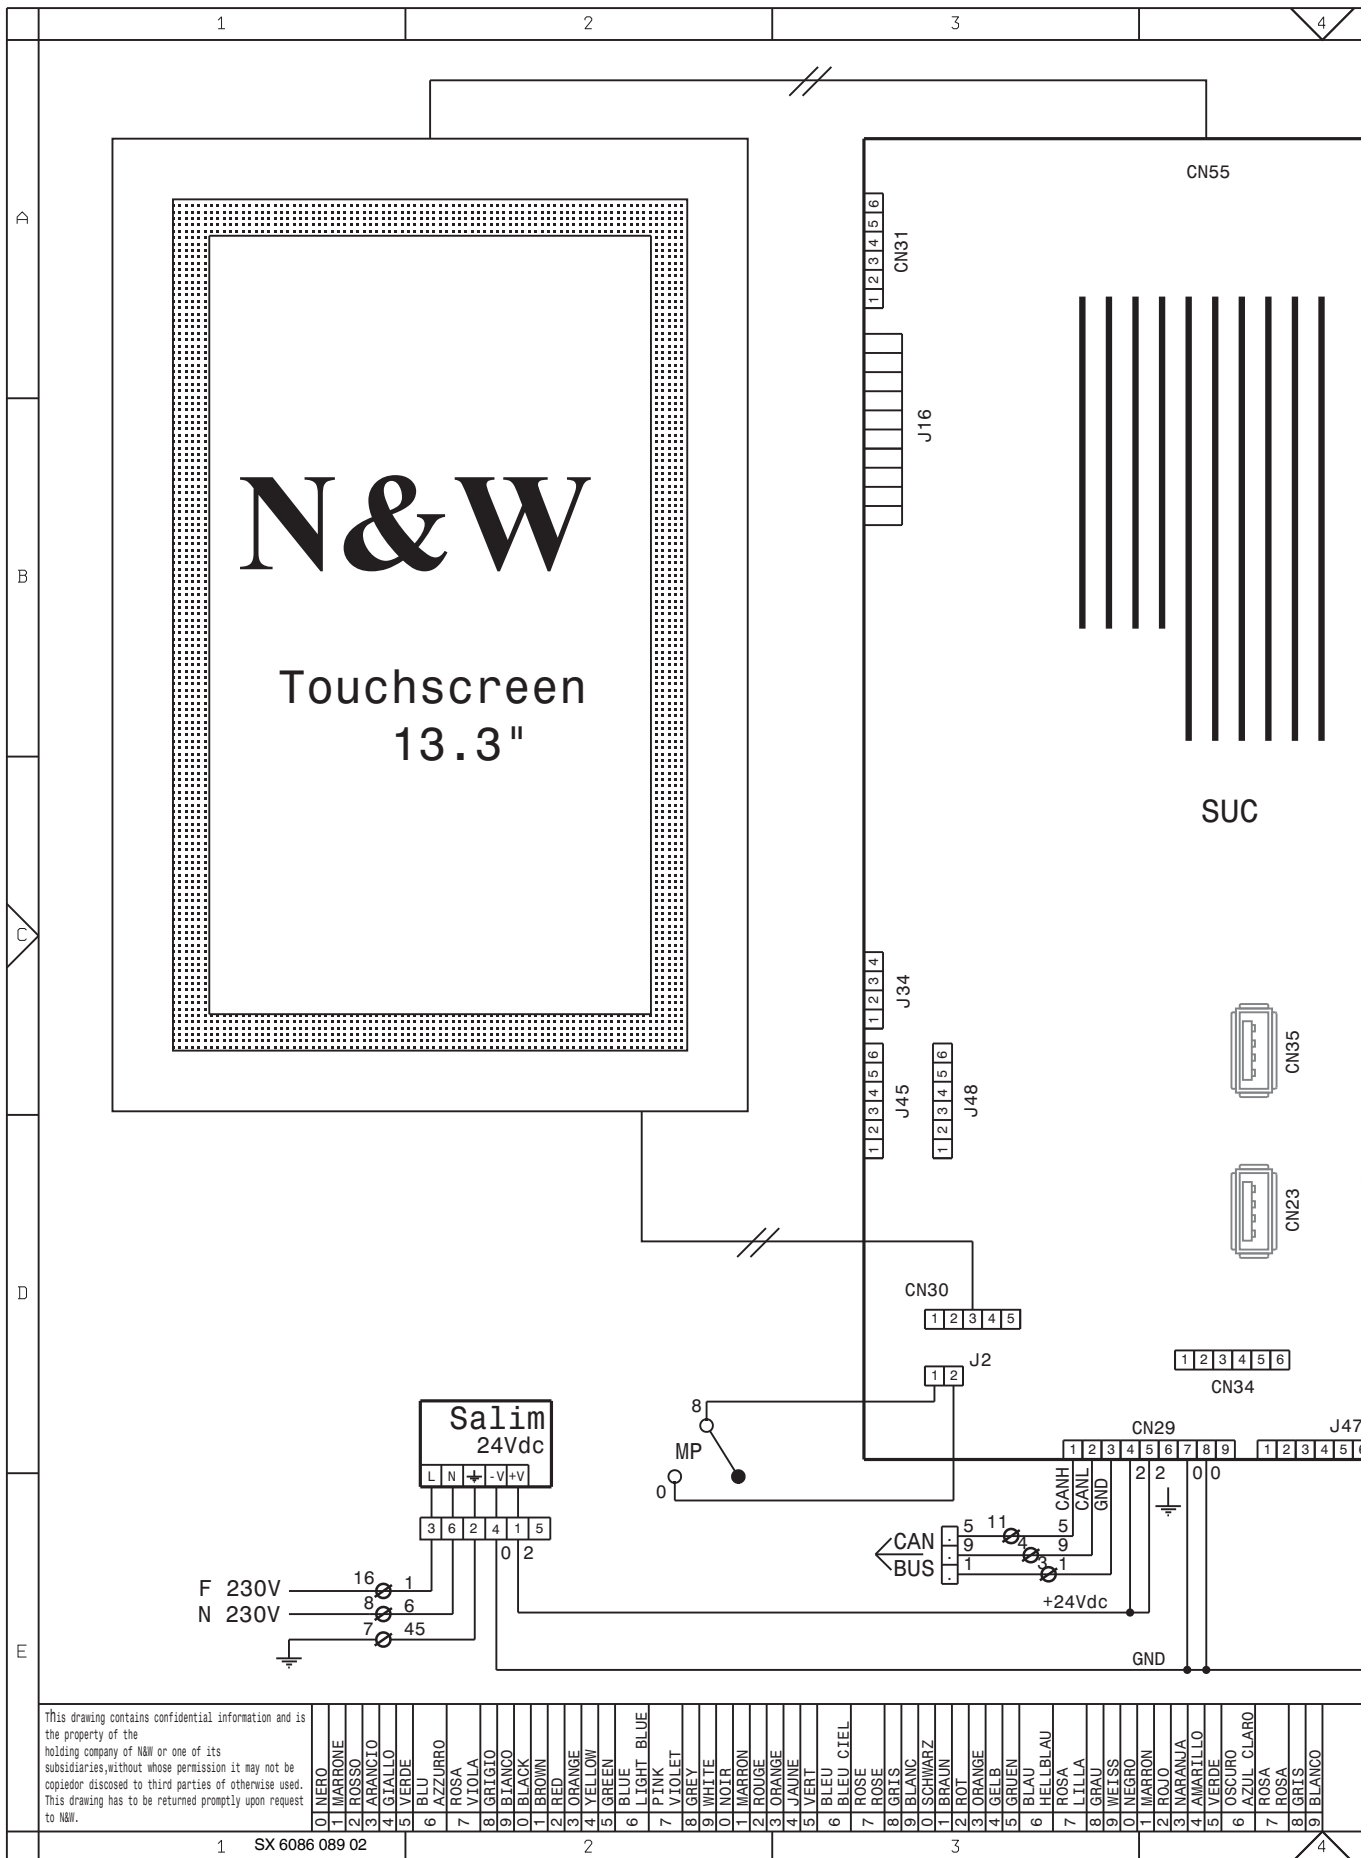 1 2 3 4
A
B
C
D
E
CN55
6 5 4 3 2 1
CN31
J16
N&W
Touchscreen
13.3"
SUC
4 3 2 1
J34
6 5 4 3 2 1
J45
6 5 4 3 2 1
J48
CN35
CN23
CN30
1 2 3 4 5
J2
1 2
1 2 3 4 5 6
CN34
8
MP
0
Salim
24Vdc
L N -V +V
3 6 2 4 1 5
0 2
CN29
1 2 3 4 5 6 7 8 9
J47
1 2 3 4 5 6
CANH
CANL
GND
2 2 0 0
CAN
BUS
5 11 5
9 4 9
1 3 1
+24Vdc
GND
F 230V 16 1
N 230V 8 6
7 45
This drawing contains confidential information and is
the property of the
holding company of N&W or one of its
subsidiaries,without whose permission it may not be
copiedor discosed to third parties of otherwise used.
This drawing has to be returned promptly upon request
to N&W.
0 NERO
1 MARRONE
2 ROSSO
3 ARANCIO
4 GIALLO
5 VERDE
6 BLU
AZZURRO
7 ROSA
VIOLA
8 GRIGIO
9 BIANCO
0 BLACK
1 BROWN
2 RED
3 ORANGE
4 YELLOW
5 GREEN
6 BLUE
LIGHT BLUE
7 PINK
VIOLET
8 GREY
9 WHITE
0 NOIR
1 MARRON
2 ROUGE
3 ORANGE
4 JAUNE
5 VERT
6 BLEU
BLEU CIEL
7 ROSE
ROSE
8 GRIS
9 BLANC
0 SCHWARZ
1 BRAUN
2 ROT
3 ORANGE
4 GELB
5 GRUEN
6 BLAU
HELLBLAU
7 ROSA
LILLA
8 GRAU
9 WEISS
0 NEGRO
1 MARRON
2 ROJO
3 NARANJA
4 AMARILLO
5 VERDE
6 OSCURO
AZUL CLARO
7 ROSA
ROSA
8 GRIS
9 BLANCO
1 SX 6086 089 02 2 3 4